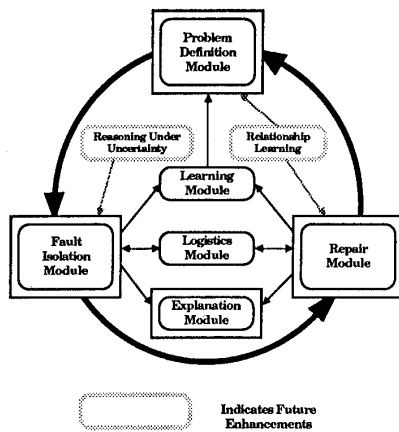 Problem
Definition
Module
Reasoning Under
Uncertainty
Relationship
Learning
Learning
Module
Fault
Isolation
Module
Logistics
Module
Repair
Module
Explanation
Module
Indicates Future
Enhancements